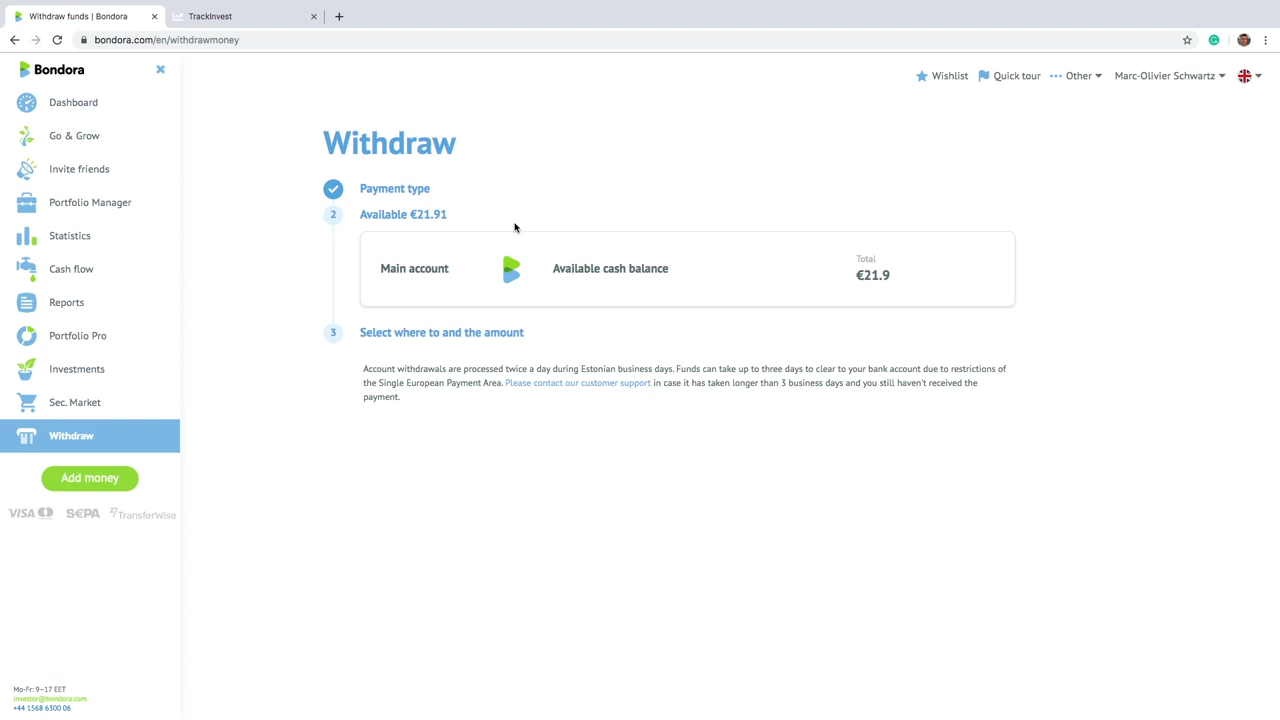 Withdraw funds | Bondora
TrackInvest
bondora.com/en/withdrawmoney
Bondora
Dashboard
Go & Grow
Invite friends
Portfolio Manager
Statistics
Cash flow
Reports
Portfolio Pro
Investments
Sec. Market
Withdraw
Add money
VISA SEPA TransferWise
Mo-Fr: 9–17 EET
investor@bondora.com
+44 1568 6300 06
Wishlist Quick tour Other Marc-Olivier Schwartz
Withdraw
Payment type
2 Available €21.91
Main account Available cash balance Total
€21.9
3 Select where to and the amount
Account withdrawals are processed twice a day during Estonian business days. Funds can take up to three days to clear to your bank account due to restrictions of
the Single European Payment Area. Please contact our customer support in case it has taken longer than 3 business days and you still haven't received the
payment.